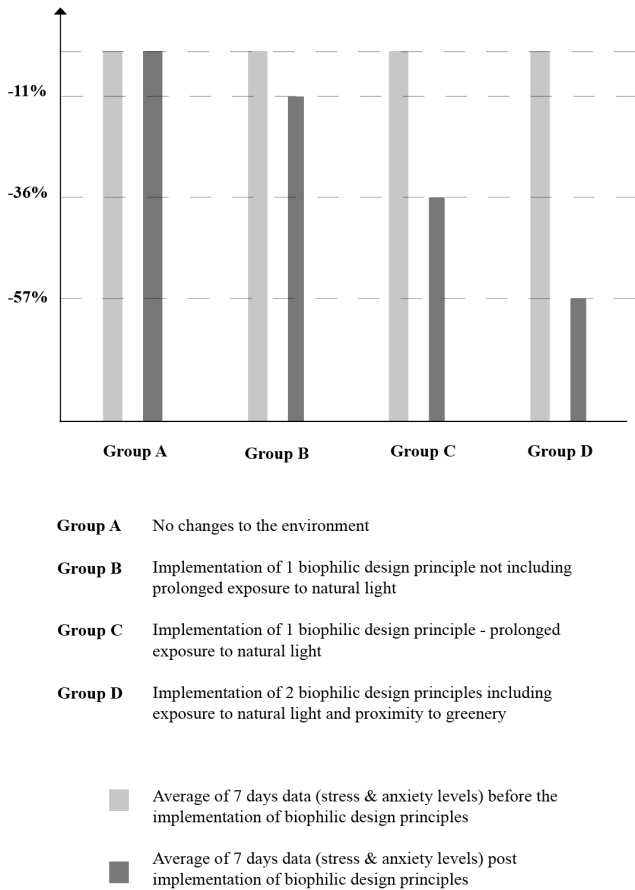 -11%
-36%
-57%
Group A
Group B
Group C
Group D
Group A No changes to the environment
Group B Implementation of 1 biophilic design principle not including
prolonged exposure to natural light
Group C Implementation of 1 biophilic design principle - prolonged
exposure to natural light
Group D Implementation of 2 biophilic design principles including
exposure to natural light and proximity to greenery
Average of 7 days data (stress & anxiety levels) before the
implementation of biophilic design principles
Average of 7 days data (stress & anxiety levels) post
implementation of biophilic design principles